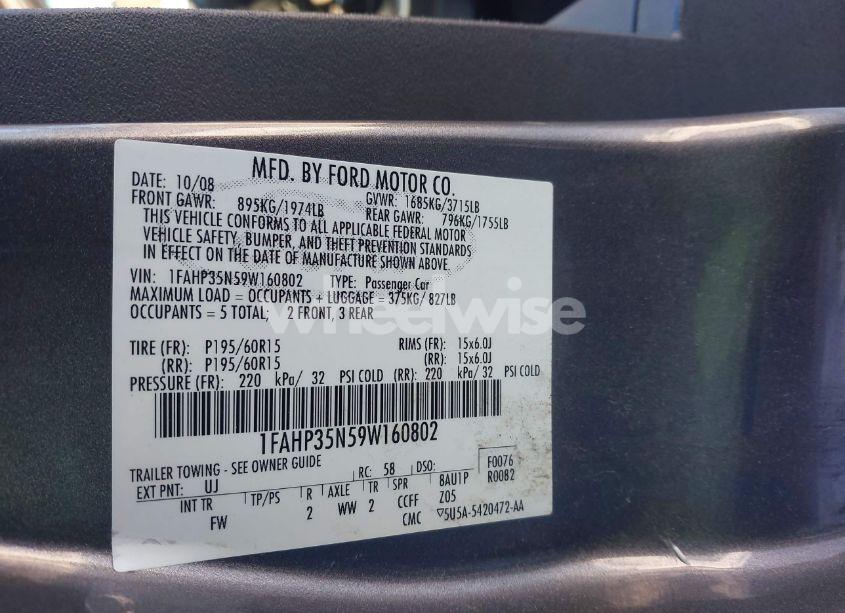 MFD. BY FORD MOTOR CO.
DATE: 10/08 GVWR: 1685KG/3715LB
FRONT GAWR: 895KG/1974LB REAR GAWR: 796KG/1755LB
THIS VEHICLE CONFORMS TO ALL APPLICABLE FEDERAL MOTOR
VEHICLE SAFETY, BUMPER, AND THEFT PREVENTION STANDARDS
IN EFFECT ON THE DATE OF MANUFACTURE SHOWN ABOVE.
VIN: 1FAHP35N59W160802 TYPE: Passenger Car
MAXIMUM LOAD = OCCUPANTS + LUGGAGE = 375KG/ 827LB
OCCUPANTS = 5 TOTAL; 2 FRONT, 3 REAR
wheelwise
TIRE (FR): P195/60R15 RIMS (FR): 15x6.0J
(RR): P195/60R15 (RR): 15x6.0J
PRESSURE (FR): 220 kPa/ 32 PSI COLD (RR): 220 kPa/ 32 PSI COLD
1FAHP35N59W160802
TRAILER TOWING - SEE OWNER GUIDE
EXT PNT: UJ RC: 58 DSO: F0076
INT TR TP/PS R AXLE TR SPR 8AU1P R0082
FW 2 WW 2 CCFF Z05
CMC ▽5U5A-5420472-AA